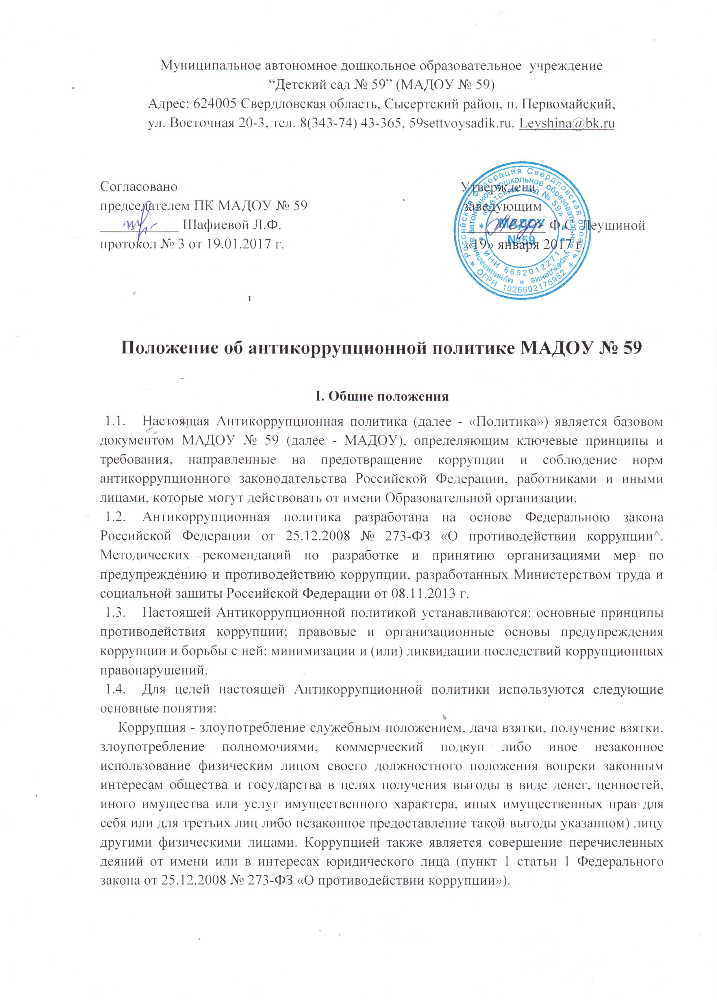 Муниципальное автономное дошкольное образовательное учреждение
“Детский сад № 59” (МАДОУ № 59)
Адрес: 624005 Свердловская область, Сысертский район, п. Первомайский,
ул. Восточная 20-3, тел. 8(343-74) 43-365, 59settvoysadik.ru, Leyshina@bk.ru
Согласовано
председателем ПК МАДОУ № 59
___________ Шафиевой Л.Ф.
протокол № 3 от 19.01.2017 г.
Утверждена
заведующим
___________ Ф.С. Леушиной
«19» января 2017 г.
* Российская Федерация Свердловская область *
ОГРН 1026602175962
* муниципальное автономное дошкольное образовательное учреждение
* «Детский сад № 59» *
* ИНН 6652012271 *
МАДОУ
№59
Положение об антикоррупционной политике МАДОУ № 59
I. Общие положения
1.1. Настоящая Антикоррупционная политика (далее - «Политика») является базовом
документом МАДОУ № 59 (далее - МАДОУ), определяющим ключевые принципы и
требования, направленные на предотвращение коррупции и соблюдение норм
антикоррупционного законодательства Российской Федерации, работниками и иными
лицами, которые могут действовать от имени Образовательной организации.
1.2. Антикоррупционная политика разработана на основе Федеральною закона
Российской Федерации от 25.12.2008 № 273-ФЗ «О противодействии коррупции^.
Методических рекомендаций по разработке и принятию организациями мер по
предупреждению и противодействию коррупции, разработанных Министерством труда и
социальной защиты Российской Федерации от 08.11.2013 г.
1.3. Настоящей Антикоррупционной политикой устанавливаются: основные принципы
противодействия коррупции; правовые и организационные основы предупреждения
коррупции и борьбы с ней: минимизации и (или) ликвидации последствий коррупционных
правонарушений.
1.4. Для целей настоящей Антикоррупционной политики используются следующие
основные понятия:
Коррупция - злоупотребление служебным положением, дача взятки, получение взятки.
злоупотребление полномочиями, коммерческий подкуп либо иное незаконное
использование физическим лицом своего должностного положения вопреки законным
интересам общества и государства в целях получения выгоды в виде денег, ценностей,
иного имущества или услуг имущественного характера, иных имущественных прав для
себя или для третьих лиц либо незаконное предоставление такой выгоды указанном) лицу
другими физическими лицами. Коррупцией также является совершение перечисленных
деяний от имени или в интересах юридического лица (пункт 1 статьи 1 Федерального
закона от 25.12.2008 № 273-ФЗ «О противодействии коррупции»).